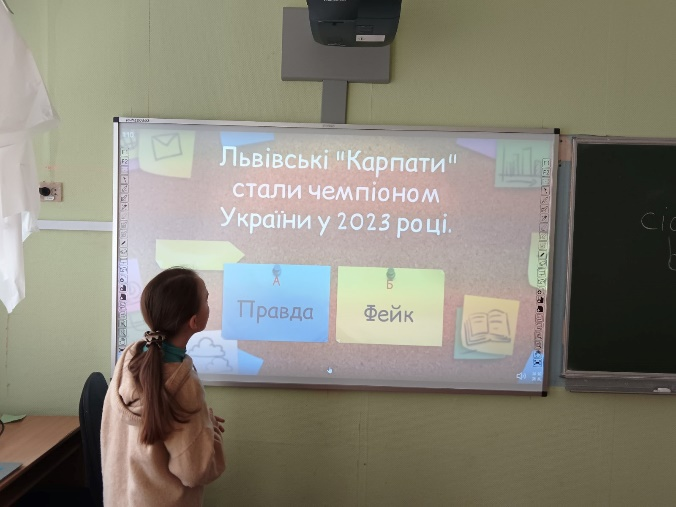 Львівські "Карпати"
стали чемпіоном
України у 2023 році.
А
Правда
Б
Фейк